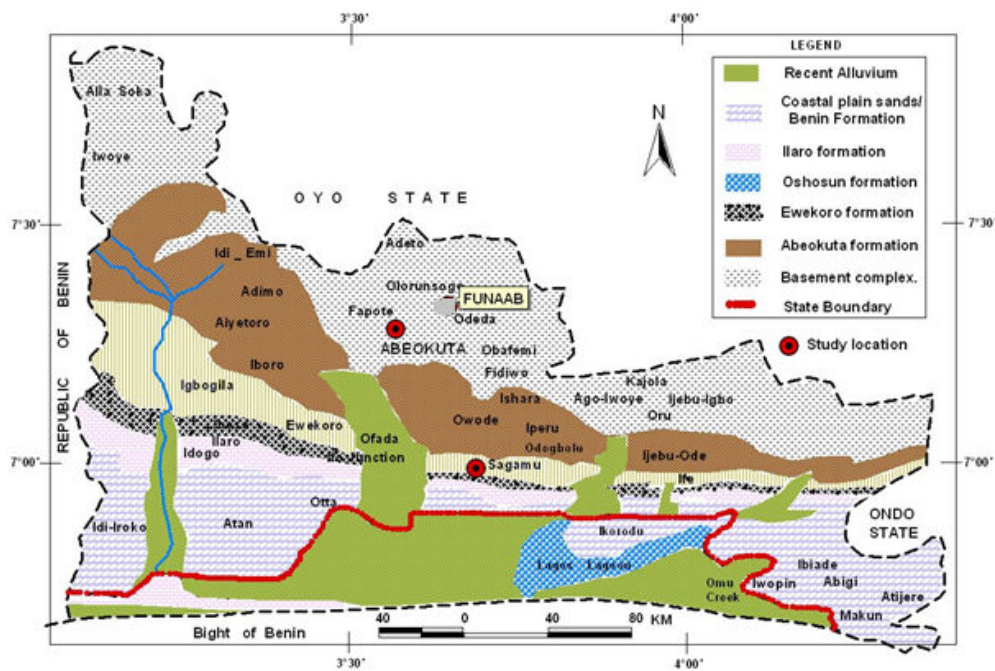 3°30'
4°00'
LEGEND
Recent Alluvium
Coastal plain sands/
Benin Formation
Ilaro formation
Oshosun formation
Ewekoro formation
Abeokuta formation
Basement complex.
State Boundary
Study location
N
Alla Soka
Iwoye
OYO STATE
7°30'
7°30'
Adeto
Idi _ Emi
Olorunsogo
Adimo
FUNAAB
Fapote
Odeda
Aiyetoro
ABEOKUTA
Obafemi
REPUBLIC OF BENIN
Iboro
Fidiwo
Kajola
Igbogila
Ishara
Ago-Iwoye
Ijebu-Igbo
Oru
Ewekoro
Owode
Iperu
Ofada
Ilaro
Odogbolu
Idogo
Junction
Ijebu-Ode
7°00'
Sagamu
7°00'
Ife
Otta
ONDO
STATE
Idi-Iroko
Atan
Ikorodu
Lagos Lagoon
Ibiade
Omu
Creek
Iwopin
Abigi
Atijere
Makun
Bight of Benin
40 0 40 80 KM
3°30'
4°00'